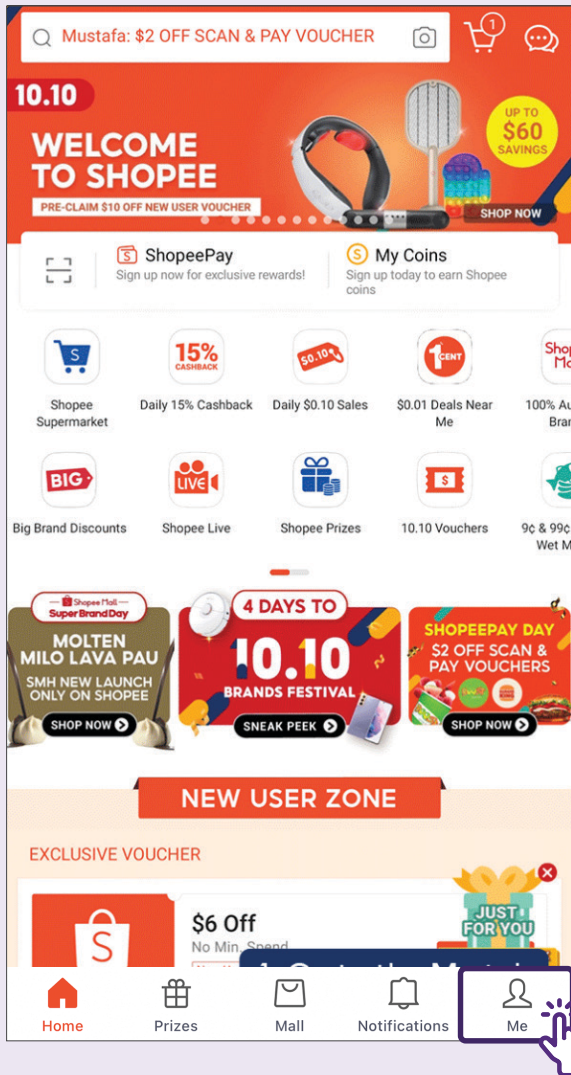 Mustafa: $2 OFF SCAN & PAY VOUCHER
1
10.10
WELCOME
TO SHOPEE
PRE-CLAIM $10 OFF NEW USER VOUCHER
UP TO
$60
SAVINGS
SHOP NOW
S ShopeePay
Sign up now for exclusive rewards!
S My Coins
Sign up today to earn Shopee
coins
S
15%
CASHBACK
$0.10
1 CENT
Shop
Shopee
Supermarket
Daily 15% Cashback
Daily $0.10 Sales
$0.01 Deals Near
Me
100% Au
Bran
BIG
LIVE
S
Big Brand Discounts
Shopee Live
Shopee Prizes
10.10 Vouchers
9¢ & 99¢
Wet M
Shopee Mall
Super Brand Day
MOLTEN
MILO LAVA PAU
SMH NEW LAUNCH
ONLY ON SHOPEE
SHOP NOW
4 DAYS TO
10.10
BRANDS FESTIVAL
SNEAK PEEK
SHOPEEPAY DAY
$2 OFF SCAN &
PAY VOUCHERS
SHOP NOW
NEW USER ZONE
EXCLUSIVE VOUCHER
S
$6 Off
No Min. Spend
JUST
FOR YOU
Home
Prizes
Mall
Notifications
Me